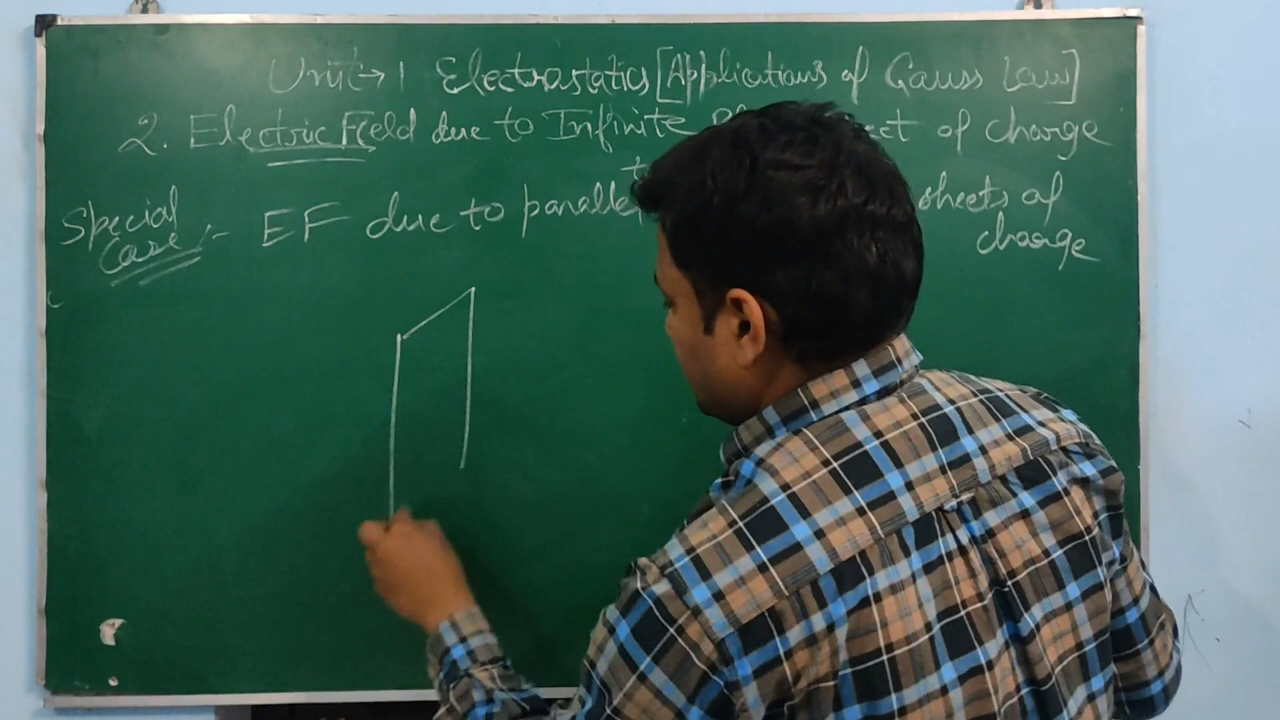 Unit→1 Electrostatics [Applications of Gauss Law]
2. Electric Field due to Infinite of charge
Special Case :- EF due to parallel sheets of charge